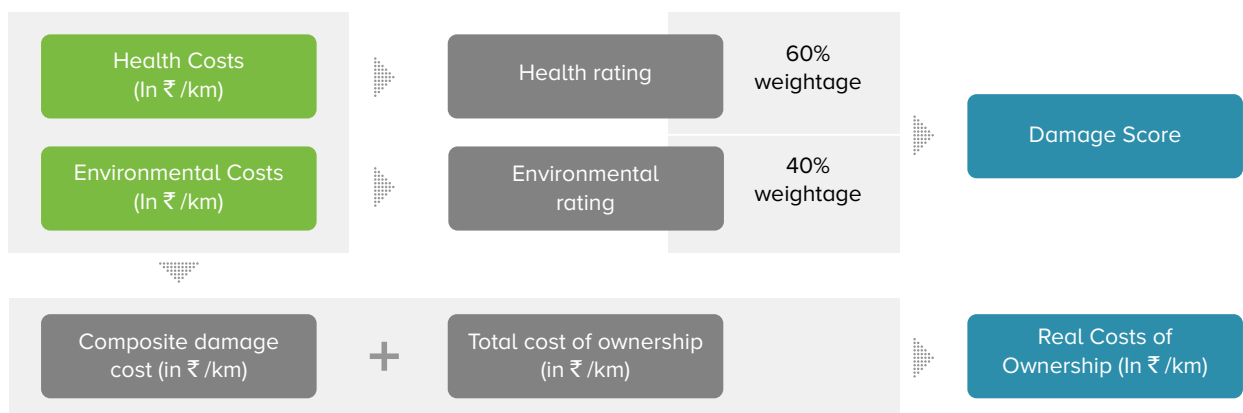 Health Costs
(In ₹ /km)
Health rating
60%
weightage
Environmental Costs
(In ₹ /km)
Environmental
rating
40%
weightage
Damage Score
Composite damage
cost (in ₹ /km)
+
Total cost of ownership
(in ₹ /km)
Real Costs of
Ownership (In ₹ /km)